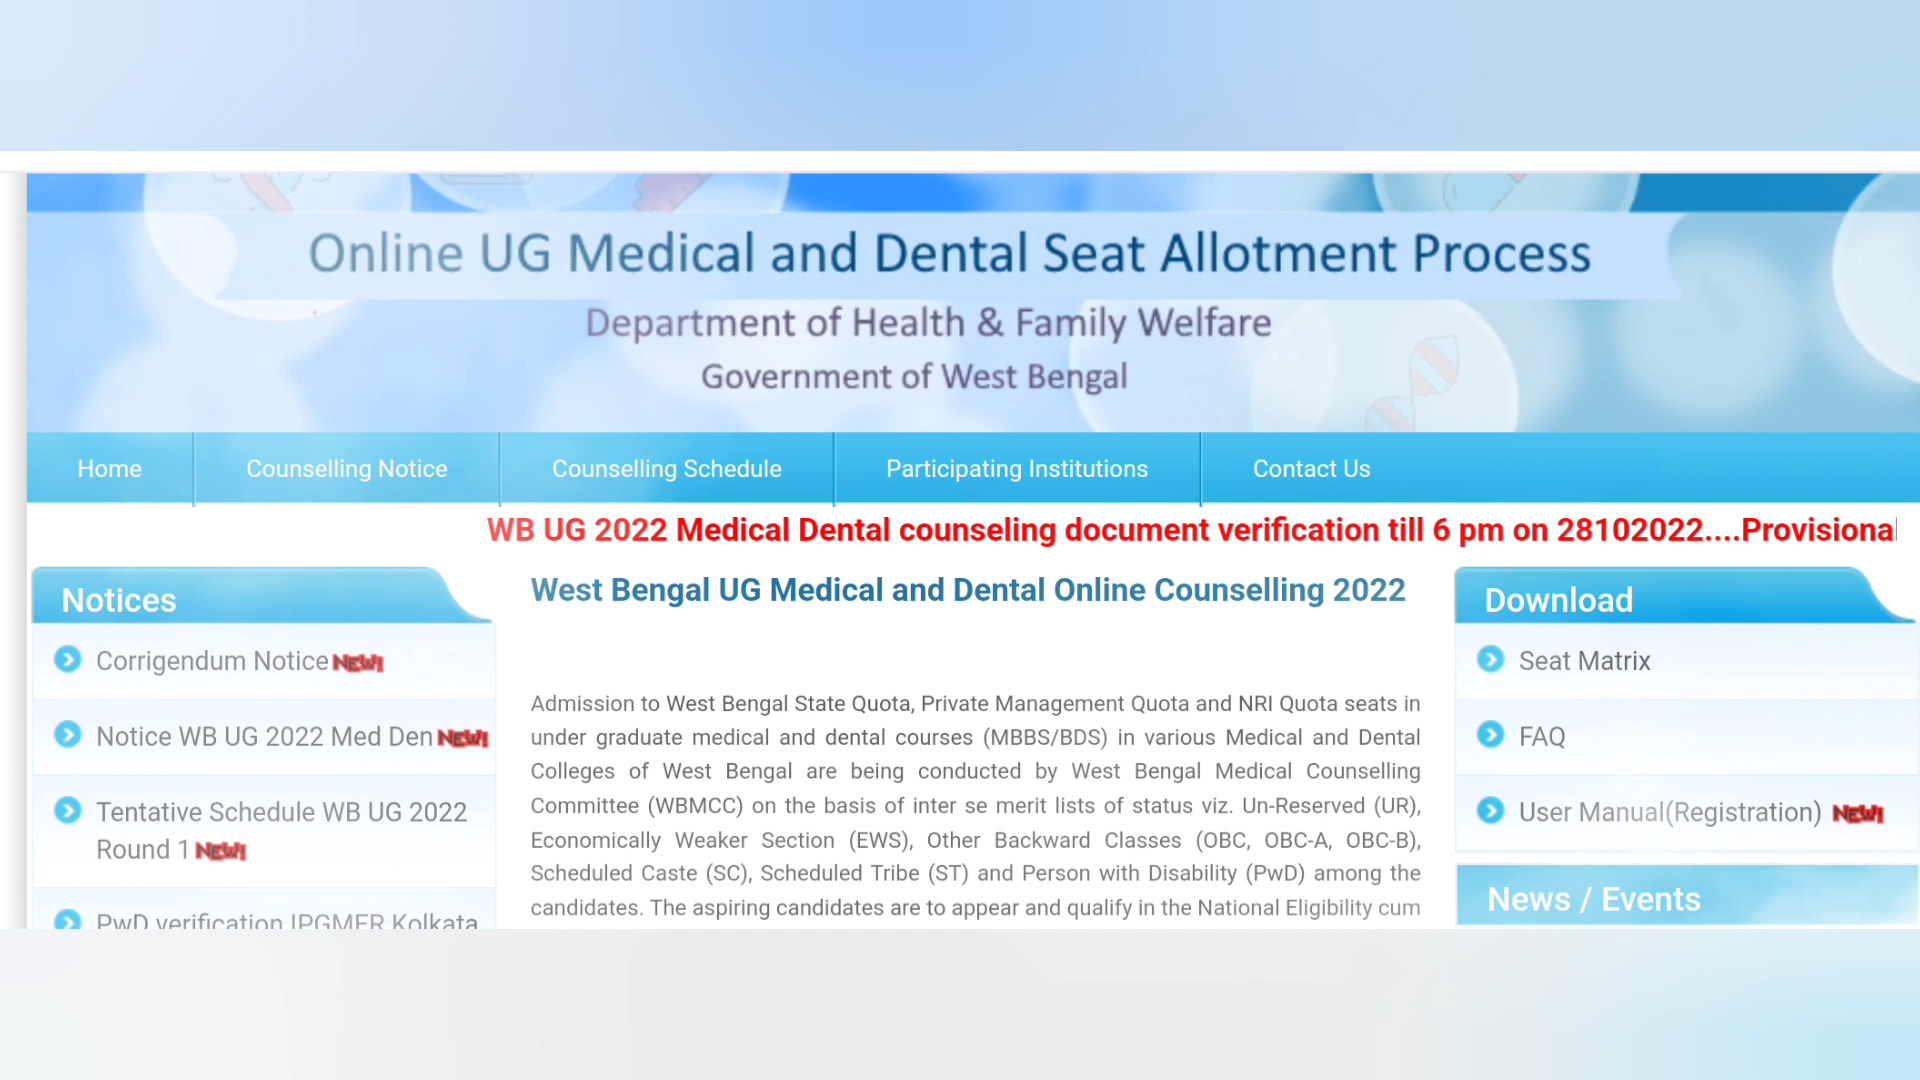 Online UG Medical and Dental Seat Allotment Process
Department of Health & Family Welfare
Government of West Bengal
Home
Counselling Notice
Counselling Schedule
Participating Institutions
Contact Us
WB UG 2022 Medical Dental counseling document verification till 6 pm on 28102022....Provisional
Notices
Corrigendum Notice NEW!
Notice WB UG 2022 Med Den NEW!
Tentative Schedule WB UG 2022
Round 1 NEW!
PwD verification IPGMER Kolkata
West Bengal UG Medical and Dental Online Counselling 2022
Admission to West Bengal State Quota, Private Management Quota and NRI Quota seats in
under graduate medical and dental courses (MBBS/BDS) in various Medical and Dental
Colleges of West Bengal are being conducted by West Bengal Medical Counselling
Committee (WBMCC) on the basis of inter se merit lists of status viz. Un-Reserved (UR),
Economically Weaker Section (EWS), Other Backward Classes (OBC, OBC-A, OBC-B),
Scheduled Caste (SC), Scheduled Tribe (ST) and Person with Disability (PwD) among the
candidates. The aspiring candidates are to appear and qualify in the National Eligibility cum
Download
Seat Matrix
FAQ
User Manual(Registration) NEW!
News / Events